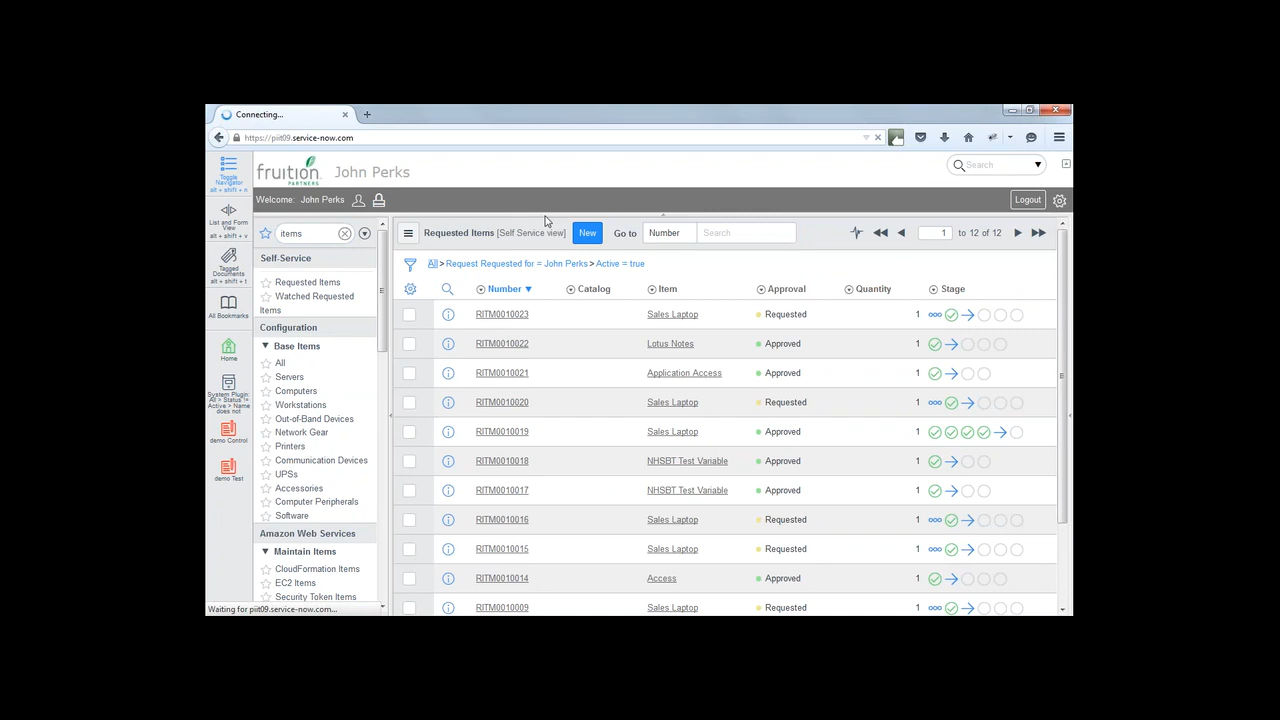 Connecting...
https://piit09.service-now.com
Toggle Navigator
alt + shift + n
List and Form View
alt + shift + v
Tagged Documents
alt + shift + t
All Bookmarks
Home
System Plugin: All > Status != Active > Name does not
demo Control
demo Test
fruition PARTNERS
John Perks
Search
Welcome: John Perks
Logout
items
Self-Service
Requested Items
Watched Requested
Items
Configuration
Base Items
All
Servers
Computers
Workstations
Out-of-Band Devices
Network Gear
Printers
Communication Devices
UPSs
Accessories
Computer Peripherals
Software
Amazon Web Services
Maintain Items
CloudFormation Items
EC2 Items
Security Token Items
Waiting for piit09.service-now.com...
Requested Items [Self Service view] New Go to Number Search 1 to 12 of 12
All > Request Requested for = John Perks > Active = true
Number Catalog Item Approval Quantity Stage
RITM0010023 Sales Laptop Requested 1
RITM0010022 Lotus Notes Approved 1
RITM0010021 Application Access Approved 1
RITM0010020 Sales Laptop Requested 1
RITM0010019 Sales Laptop Approved 1
RITM0010018 NHSBT Test Variable Approved 1
RITM0010017 NHSBT Test Variable Approved 1
RITM0010016 Sales Laptop Requested 1
RITM0010015 Sales Laptop Requested 1
RITM0010014 Access Approved 1
RITM0010009 Sales Laptop Requested 1